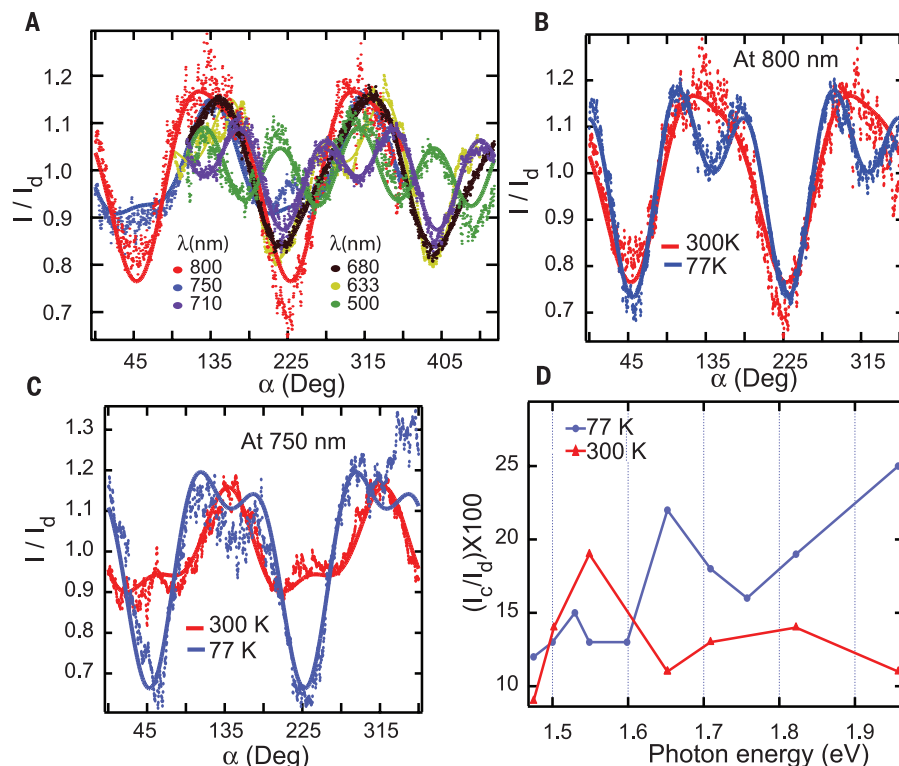 A
I / I_d
1.2
1.1
1.0
0.9
0.8
0.7
λ(nm)
800
750
710
λ(nm)
680
633
500
45
135
225
315
405
α (Deg)
B
At 800 nm
I / I_d
1.2
1.1
1.0
0.9
0.8
0.7
300K
77K
45
135
225
315
α (Deg)
C
At 750 nm
I / I_d
1.3
1.2
1.1
1.0
0.9
0.8
0.7
300 K
77 K
45
135
225
315
α (Deg)
D
77 K
300 K
(I_c/I_d)X100
25
20
15
10
1.5
1.6
1.7
1.8
1.9
Photon energy (eV)